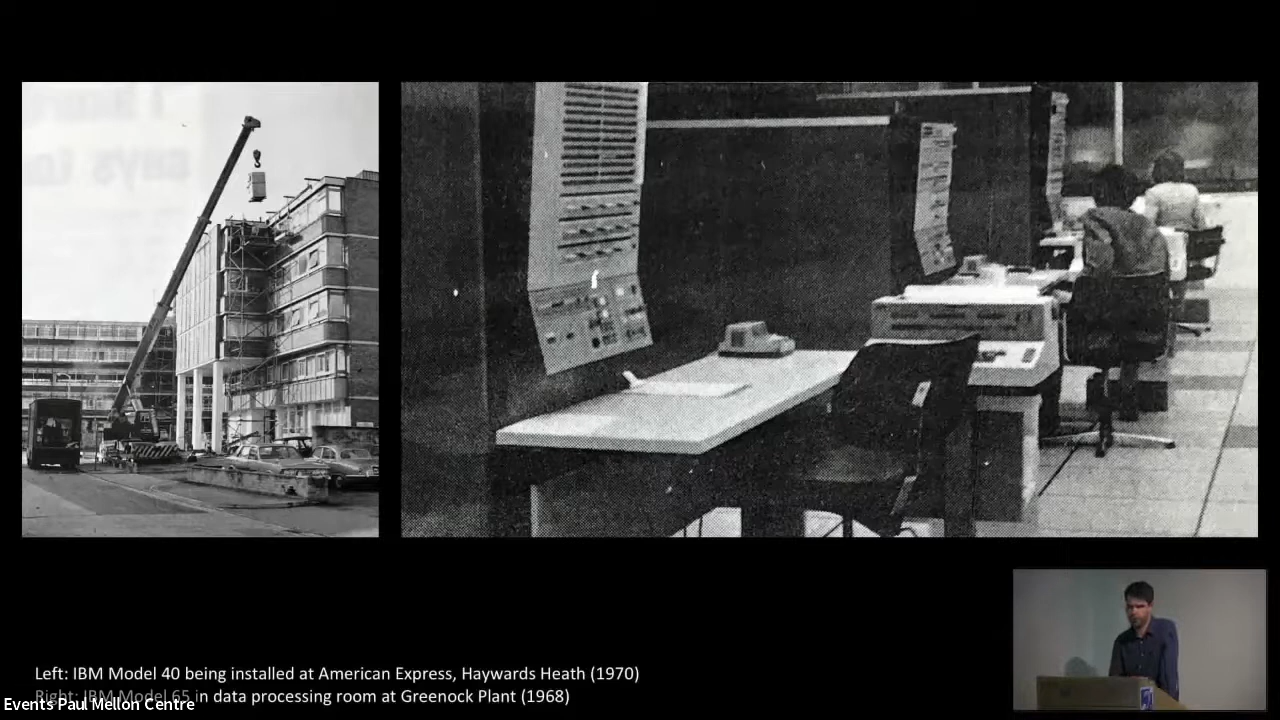 Left: IBM Model 40 being installed at American Express, Haywards Heath (1970)
Right: IBM Model 65 in data processing room at Greenock Plant (1968)
Events Paul Mellon Centre